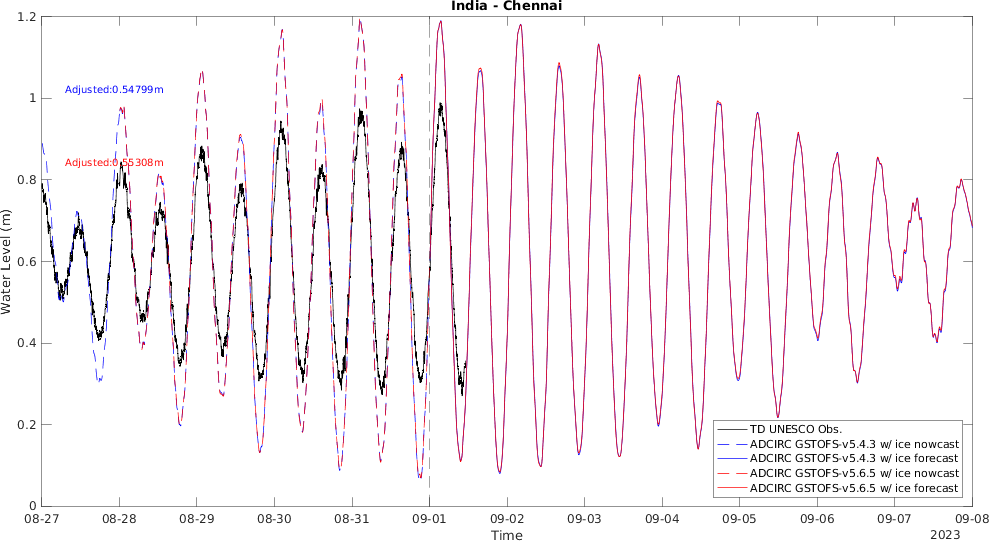 India - Chennai
1.2
1
0.8
0.6
0.4
0.2
0
Water Level (m)
Adjusted:0.54799m
Adjusted:0.55308m
TD UNESCO Obs.
ADCIRC GSTOFS-v5.4.3 w/ ice nowcast
ADCIRC GSTOFS-v5.4.3 w/ ice forecast
ADCIRC GSTOFS-v5.6.5 w/ ice nowcast
ADCIRC GSTOFS-v5.6.5 w/ ice forecast
08-27 08-28 08-29 08-30 08-31 09-01 09-02 09-03 09-04 09-05 09-06 09-07 09-08
Time
2023